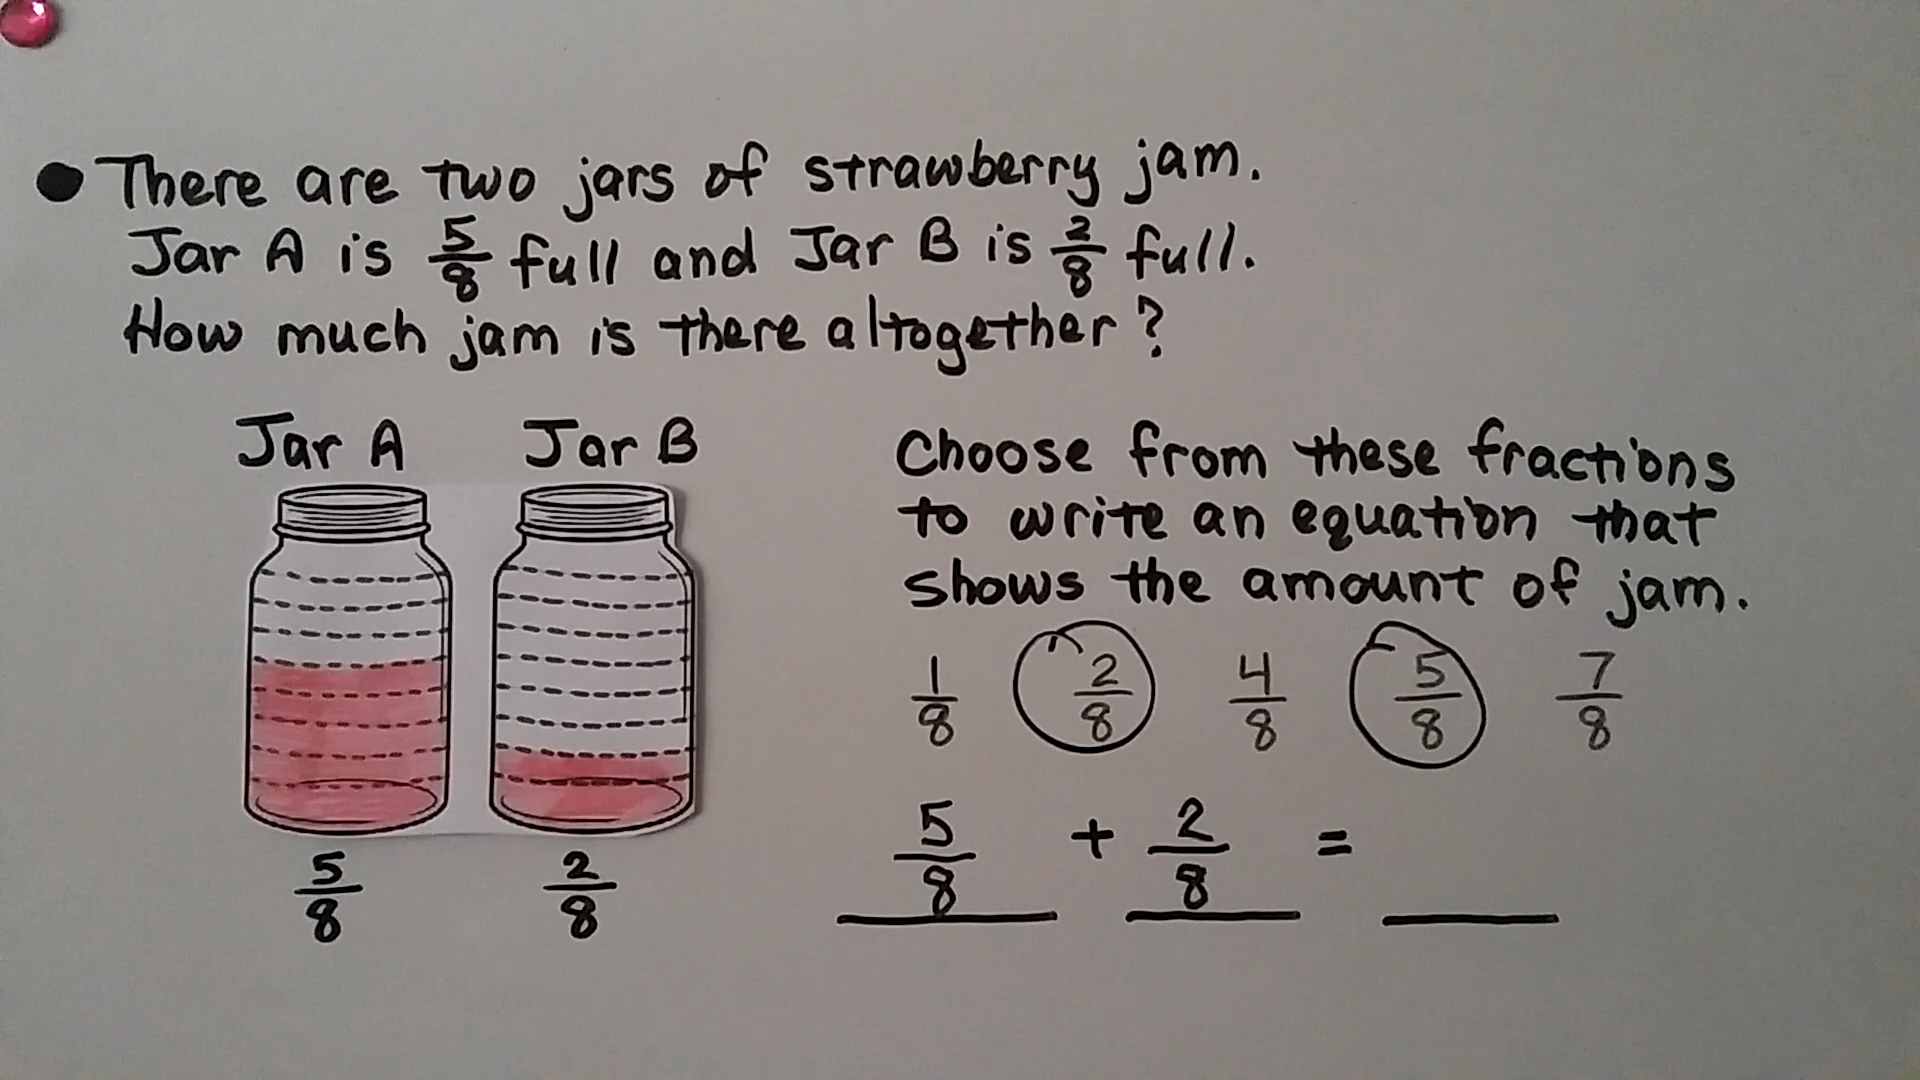 There are two jars of strawberry jam.
Jar A is 5/8 full and Jar B is 2/8 full.
How much jam is there altogether?
Jar A Jar B
5/8 2/8
Choose from these fractions
to write an equation that
shows the amount of jam.
1/8 2/8 4/8 5/8 7/8
5/8 + 2/8 =